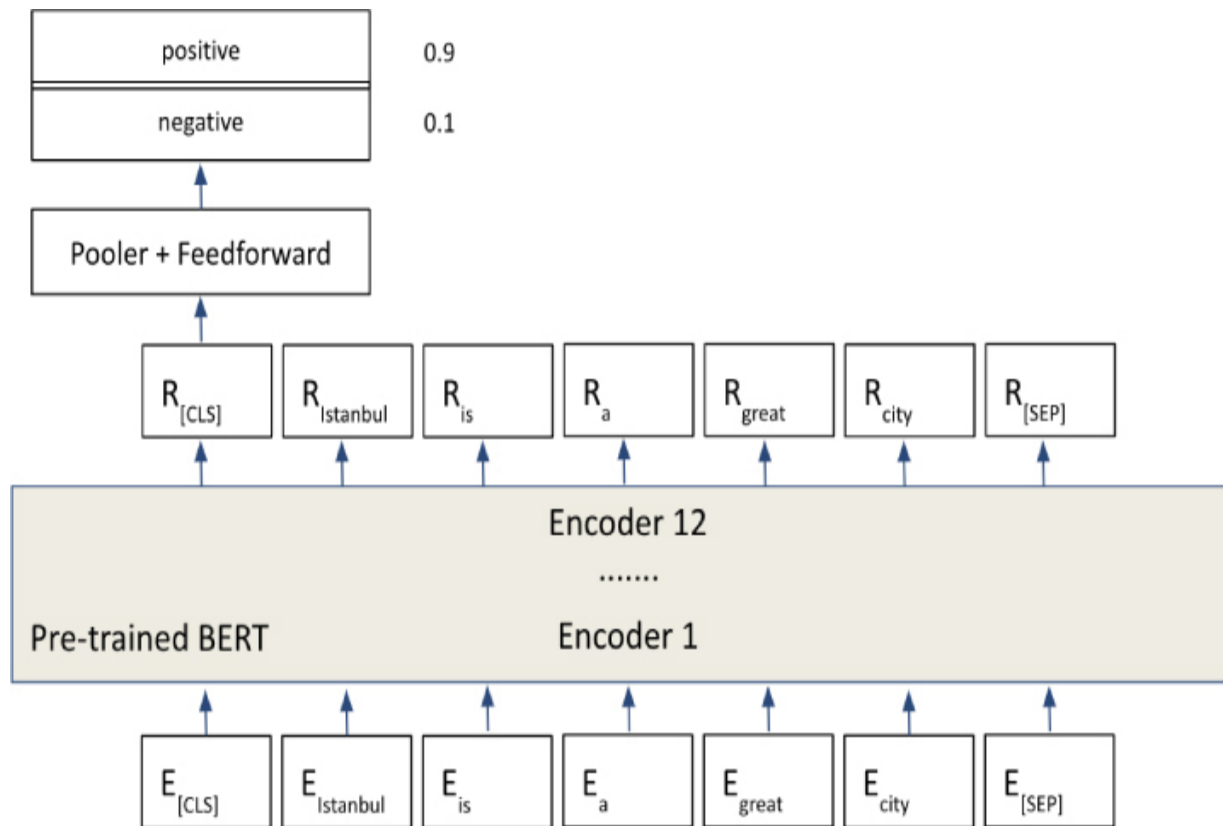 positive 0.9
negative 0.1
Pooler + Feedforward
R[CLS] RIstanbul Ris Ra Rgreat Rcity R[SEP]
Encoder 12
.......
Pre-trained BERT Encoder 1
E[CLS] EIstanbul Eis Ea Egreat Ecity E[SEP]